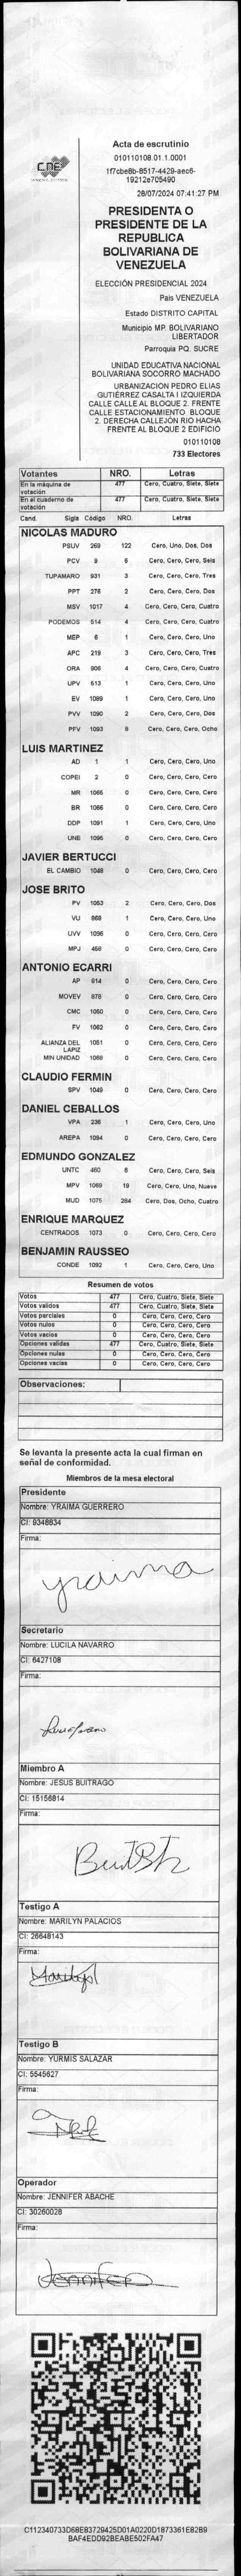 CNE
Acta de escrutinio
010110108.01.1.0001
1f7cbe8b-8517-4429-aec6-
19212e705490
28/07/2024 07:41:27 PM
PRESIDENTA O
PRESIDENTE DE LA
REPUBLICA
BOLIVARIANA DE
VENEZUELA
ELECCIÓN PRESIDENCIAL 2024
País VENEZUELA
Estado DISTRITO CAPITAL
Municipio MP. BOLIVARIANO
LIBERTADOR
Parroquia PQ. SUCRE
UNIDAD EDUCATIVA NACIONAL
BOLIVARIANA SOCORRO MACHADO
URBANIZACION PEDRO ELIAS
GUTIÉRREZ CASALTA I IZQUIERDA
CALLE CALLE AL BLOQUE 2. FRENTE
CALLE ESTACIONAMIENTO. BLOQUE
2. DERECHA CALLEJÓN RIO HACHA
FRENTE AL BLOQUE 2 EDIFICIO
010110108
733 Electores
Votantes NRO. Letras
En la máquina de votación 477 Cero, Cuatro, Siete, Siete
En el cuaderno de votación 477 Cero, Cuatro, Siete, Siete
Cand. Sigla Código NRO. Letras
NICOLAS MADURO
PSUV 269 122 Cero, Uno, Dos, Dos
PCV 9 6 Cero, Cero, Cero, Seis
TUPAMARO 931 3 Cero, Cero, Cero, Tres
PPT 276 2 Cero, Cero, Cero, Dos
MSV 1017 4 Cero, Cero, Cero, Cuatro
PODEMOS 514 4 Cero, Cero, Cero, Cuatro
MEP 6 1 Cero, Cero, Cero, Uno
APC 219 3 Cero, Cero, Cero, Tres
ORA 906 4 Cero, Cero, Cero, Cuatro
UPV 613 1 Cero, Cero, Cero, Uno
EV 1089 1 Cero, Cero, Cero, Uno
PVV 1090 2 Cero, Cero, Cero, Dos
PFV 1093 8 Cero, Cero, Cero, Ocho
LUIS MARTINEZ
AD 1 1 Cero, Cero, Cero, Uno
COPEI 2 0 Cero, Cero, Cero, Cero
MR 1065 0 Cero, Cero, Cero, Cero
BR 1066 0 Cero, Cero, Cero, Cero
DDP 1091 1 Cero, Cero, Cero, Uno
UNE 1095 0 Cero, Cero, Cero, Cero
JAVIER BERTUCCI
EL CAMBIO 1048 0 Cero, Cero, Cero, Cero
JOSE BRITO
PV 1053 2 Cero, Cero, Cero, Dos
VU 868 1 Cero, Cero, Cero, Uno
UVV 1096 0 Cero, Cero, Cero, Cero
MPJ 468 0 Cero, Cero, Cero, Cero
ANTONIO ECARRI
AP 814 0 Cero, Cero, Cero, Cero
MOVEV 878 0 Cero, Cero, Cero, Cero
CMC 1050 0 Cero, Cero, Cero, Cero
FV 1062 0 Cero, Cero, Cero, Cero
ALIANZA DEL LAPIZ 1051 0 Cero, Cero, Cero, Cero
MIN UNIDAD 1088 0 Cero, Cero, Cero, Cero
CLAUDIO FERMIN
SPV 1049 0 Cero, Cero, Cero, Cero
DANIEL CEBALLOS
VPA 236 1 Cero, Cero, Cero, Uno
AREPA 1094 0 Cero, Cero, Cero, Cero
EDMUNDO GONZALEZ
UNTC 460 6 Cero, Cero, Cero, Seis
MPV 1069 19 Cero, Cero, Uno, Nueve
MUD 1075 284 Cero, Dos, Ocho, Cuatro
ENRIQUE MARQUEZ
CENTRADOS 1073 0 Cero, Cero, Cero, Cero
BENJAMIN RAUSSEO
CONDE 1092 1 Cero, Cero, Cero, Uno
Resumen de votos
Votos 477 Cero, Cuatro, Siete, Siete
Votos validos 477 Cero, Cuatro, Siete, Siete
Votos parciales 0 Cero, Cero, Cero, Cero
Votos nulos 0 Cero, Cero, Cero, Cero
Votos vacios 0 Cero, Cero, Cero, Cero
Opciones validas 477 Cero, Cuatro, Siete, Siete
Opciones nulas 0 Cero, Cero, Cero, Cero
Opciones vacias 0 Cero, Cero, Cero, Cero
Observaciones:
Se levanta la presente acta la cual firman en
señal de conformidad.
Miembros de la mesa electoral
Presidente
Nombre: YRAIMA GUERRERO
CI: 9348834
Firma:
yraima
Secretario
Nombre: LUCILA NAVARRO
CI: 6427108
Firma:
Miembro A
Nombre: JESUS BUITRAGO
CI: 15156814
Firma:
Testigo A
Nombre: MARILYN PALACIOS
CI: 26648143
Firma:
Testigo B
Nombre: YURMIS SALAZAR
CI: 5545627
Firma:
Operador
Nombre: JENNIFER ABACHE
CI: 30260028
Firma:
Jennifer
C112340733D68E83729425D01A0220D1873361E82B9
BAF4EDD92BEABE502FA47